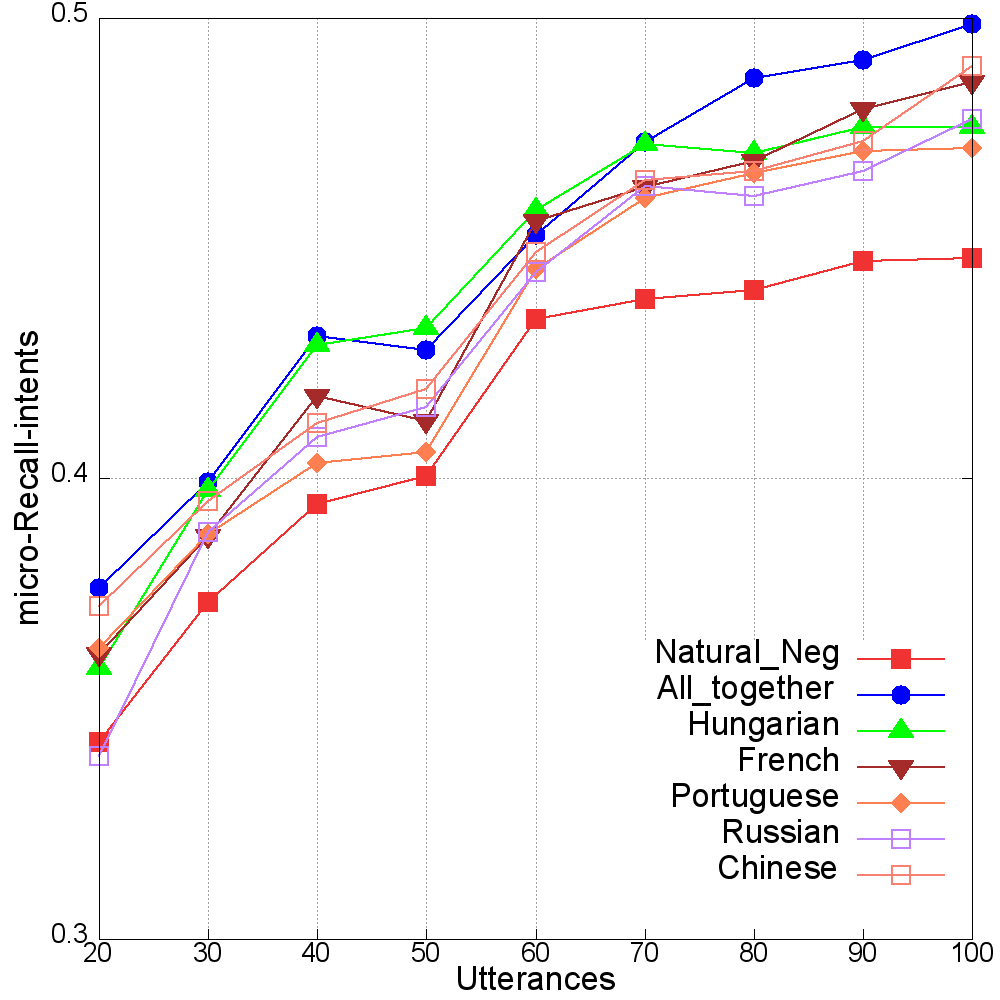 0.5
0.4
0.3
micro-Recall-intents
Natural_Neg
All_together
Hungarian
French
Portuguese
Russian
Chinese
20 30 40 50 60 70 80 90 100
Utterances